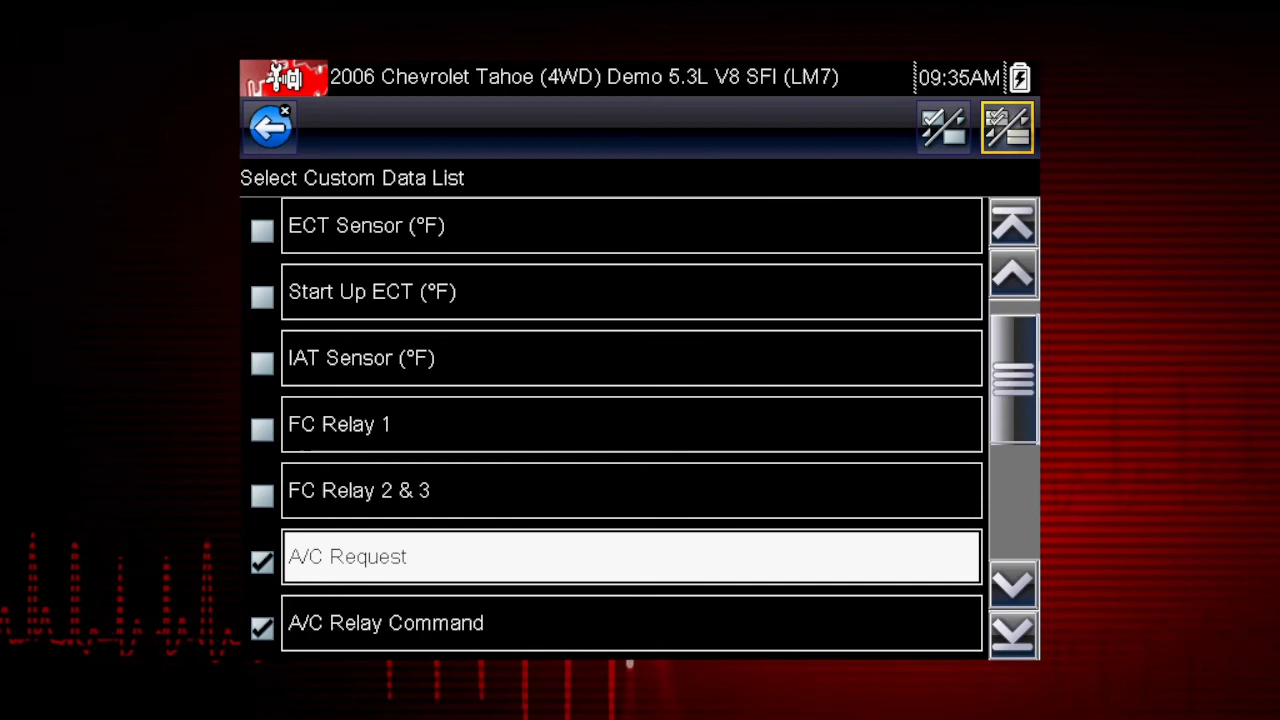 2006 Chevrolet Tahoe (4WD) Demo 5.3L V8 SFI (LM7)
09:35AM
Select Custom Data List
ECT Sensor (°F)
Start Up ECT (°F)
IAT Sensor (°F)
FC Relay 1
FC Relay 2 & 3
A/C Request
A/C Relay Command